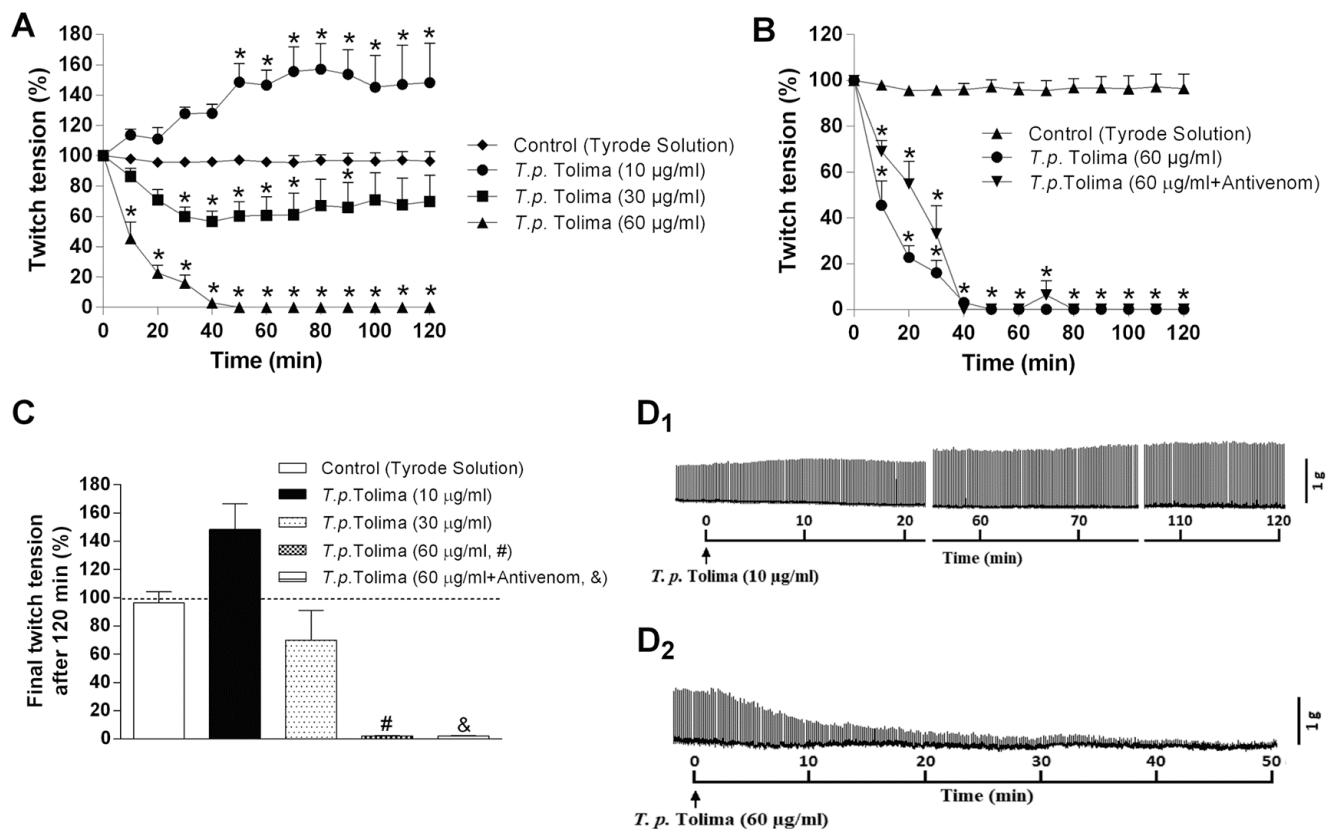 A
Twitch tension (%)
180
160
140
120
100
80
60
40
20
0
* * * * * * * *
* * * * * * *
* * * * * * * * * * * *
0 20 40 60 80 100 120
Time (min)
Control (Tyrode Solution)
T.p. Tolima (10 µg/ml)
T.p. Tolima (30 µg/ml)
T.p. Tolima (60 µg/ml)
B
Twitch tension (%)
120
100
80
60
40
20
0
* * *
* * * * * * * * * * * *
0 20 40 60 80 100 120
Time (min)
Control (Tyrode Solution)
T.p. Tolima (60 µg/ml)
T.p.Tolima (60 µg/ml+Antivenom)
C
Final twitch tension
after 120 min (%)
180
160
140
120
100
80
60
40
20
0
Control (Tyrode Solution)
T.p.Tolima (10 µg/ml)
T.p.Tolima (30 µg/ml)
T.p.Tolima (60 µg/ml, #)
T.p.Tolima (60 µg/ml+Antivenom, &)
# &
D1
1 g
0 10 20 60 70 110 120
Time (min)
T. p. Tolima (10 µg/ml)
D2
1 g
0 10 20 30 40 50
Time (min)
T. p. Tolima (60 µg/ml)